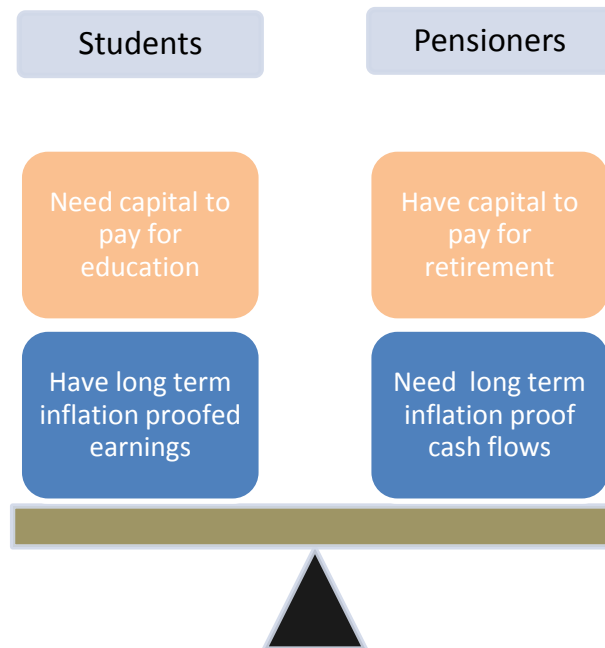 Students
Pensioners
Need capital to
pay for
education
Have capital to
pay for
retirement
Have long term
inflation proofed
earnings
Need  long term
inflation proof
cash flows